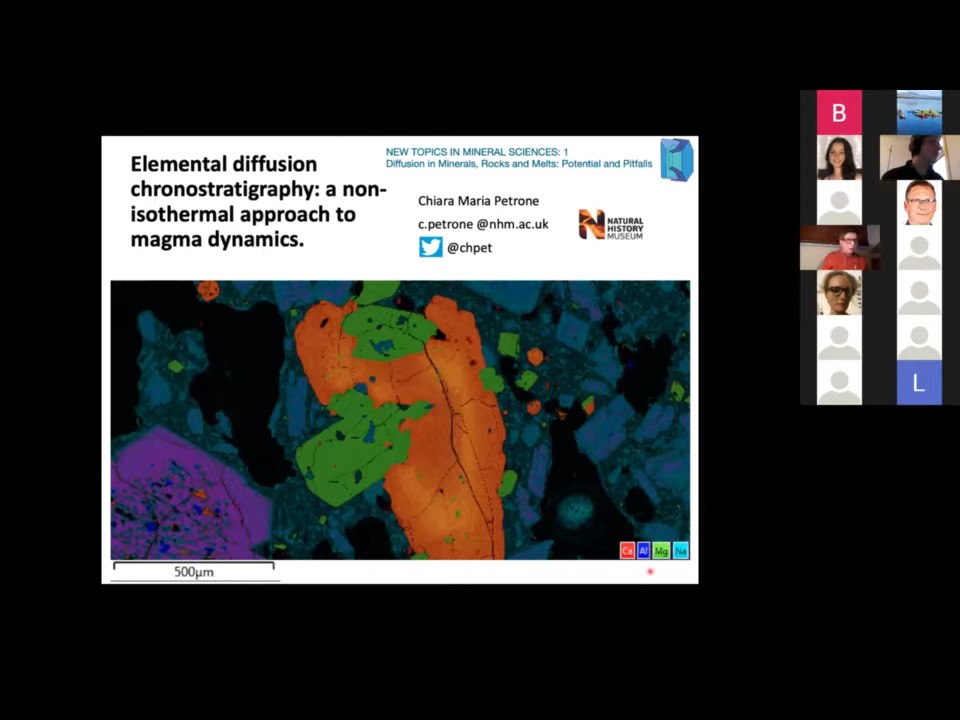 Elemental diffusion
chronostratigraphy: a non-
isothermal approach to
magma dynamics.
NEW TOPICS IN MINERAL SCIENCES: 1
Diffusion in Minerals, Rocks and Melts: Potential and Pitfalls
Chiara Maria Petrone
c.petrone @nhm.ac.uk
@chpet
NATURAL
HISTORY
MUSEUM
Ca Al Mg Na
500µm
B
L